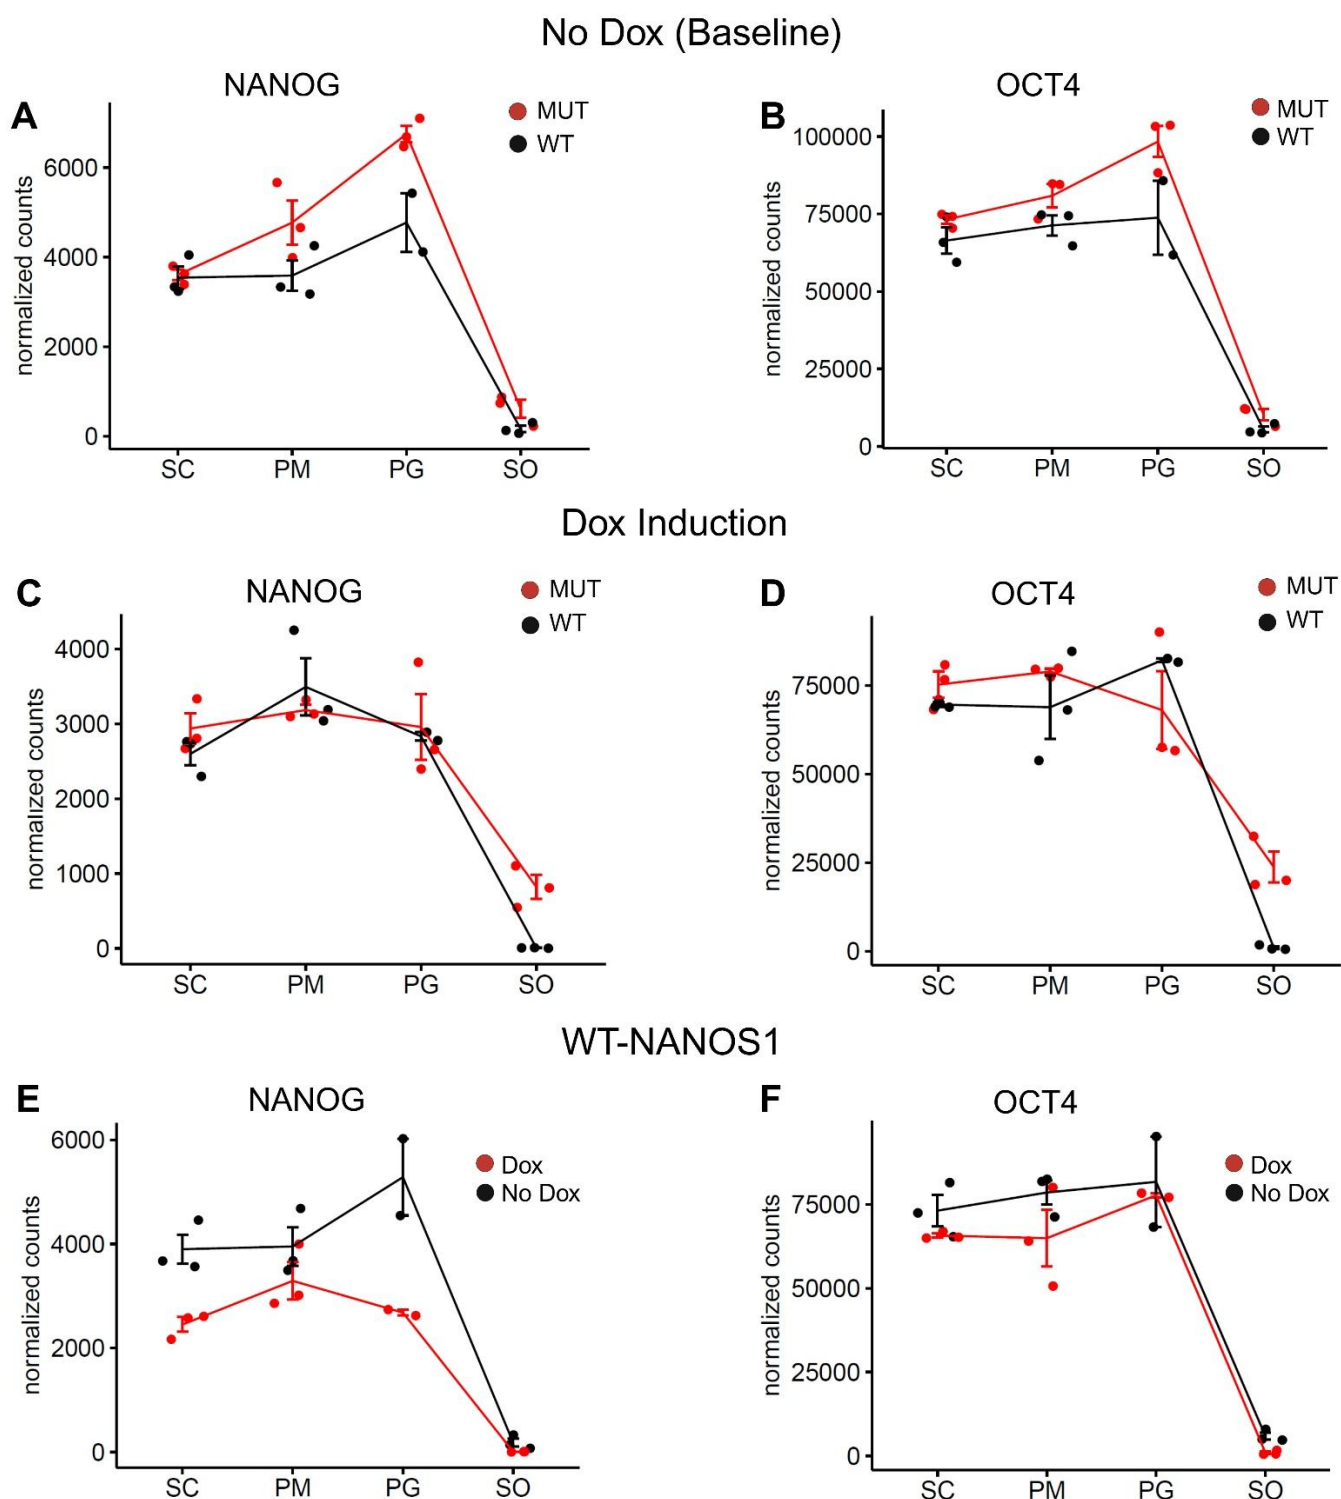 No Dox (Baseline)
A
NANOG
MUT
WT
normalized counts
6000
4000
2000
0
SC PM PG SO
B
OCT4
MUT
WT
normalized counts
100000
75000
50000
25000
0
SC PM PG SO
Dox Induction
C
NANOG
MUT
WT
normalized counts
4000
3000
2000
1000
0
SC PM PG SO
D
OCT4
MUT
WT
normalized counts
75000
50000
25000
0
SC PM PG SO
WT-NANOS1
E
NANOG
Dox
No Dox
normalized counts
6000
4000
2000
0
SC PM PG SO
F
OCT4
Dox
No Dox
normalized counts
75000
50000
25000
0
SC PM PG SO